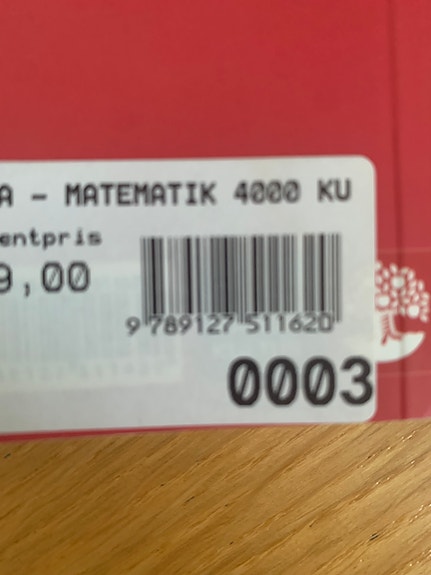 A - MATEMATIK 4000 KU
entpris
9,00
9 789127 511620
0003